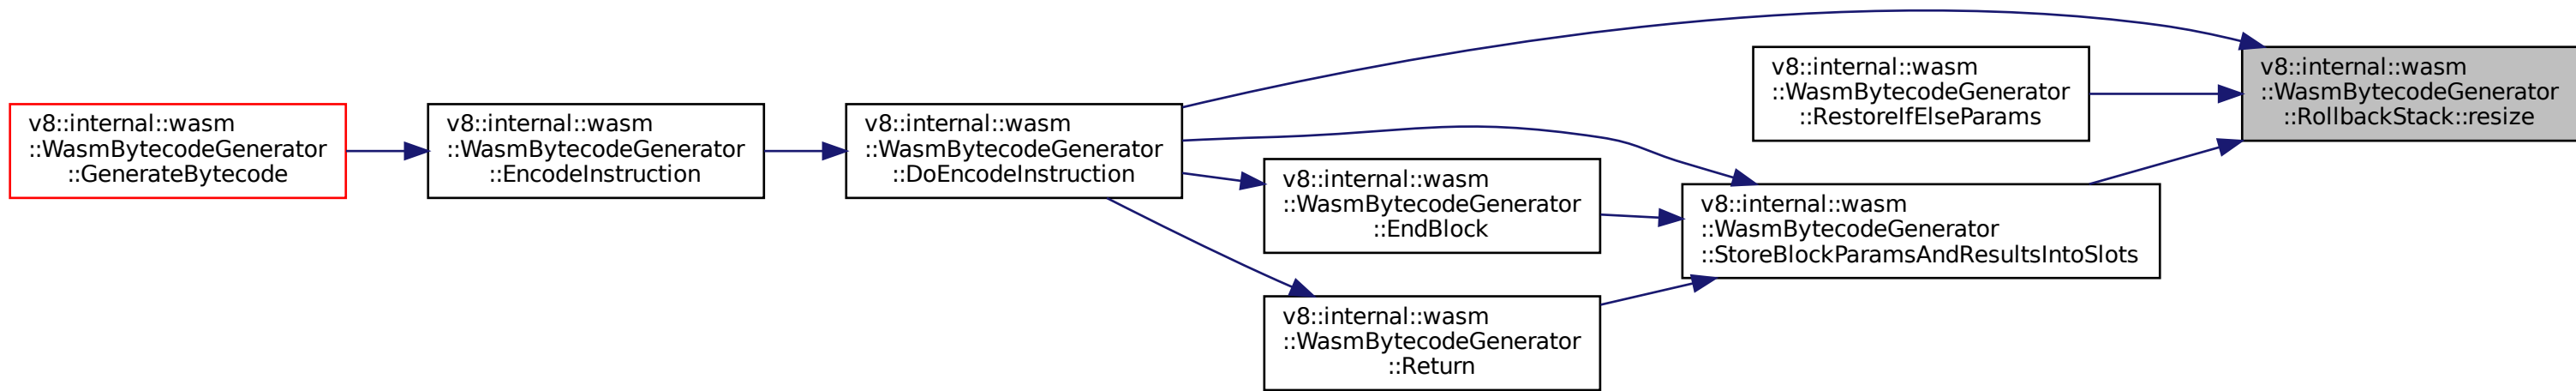 v8::internal::wasm
::WasmBytecodeGenerator
::GenerateBytecode
v8::internal::wasm
::WasmBytecodeGenerator
::EncodeInstruction
v8::internal::wasm
::WasmBytecodeGenerator
::DoEncodeInstruction
v8::internal::wasm
::WasmBytecodeGenerator
::EndBlock
v8::internal::wasm
::WasmBytecodeGenerator
::Return
v8::internal::wasm
::WasmBytecodeGenerator
::RestoreIfElseParams
v8::internal::wasm
::WasmBytecodeGenerator
::StoreBlockParamsAndResultsIntoSlots
v8::internal::wasm
::WasmBytecodeGenerator
::RollbackStack::resize